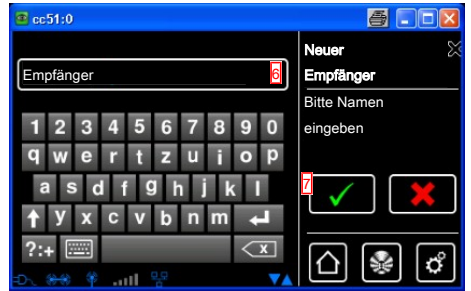 cc51:0
Neuer
Empfänger
Bitte Namen
eingeben
Empfänger
6
1 2 3 4 5 6 7 8 9 0
q w e r t z u i o p
a s d f g h j k l
y x c v b n m
?:+
x
7